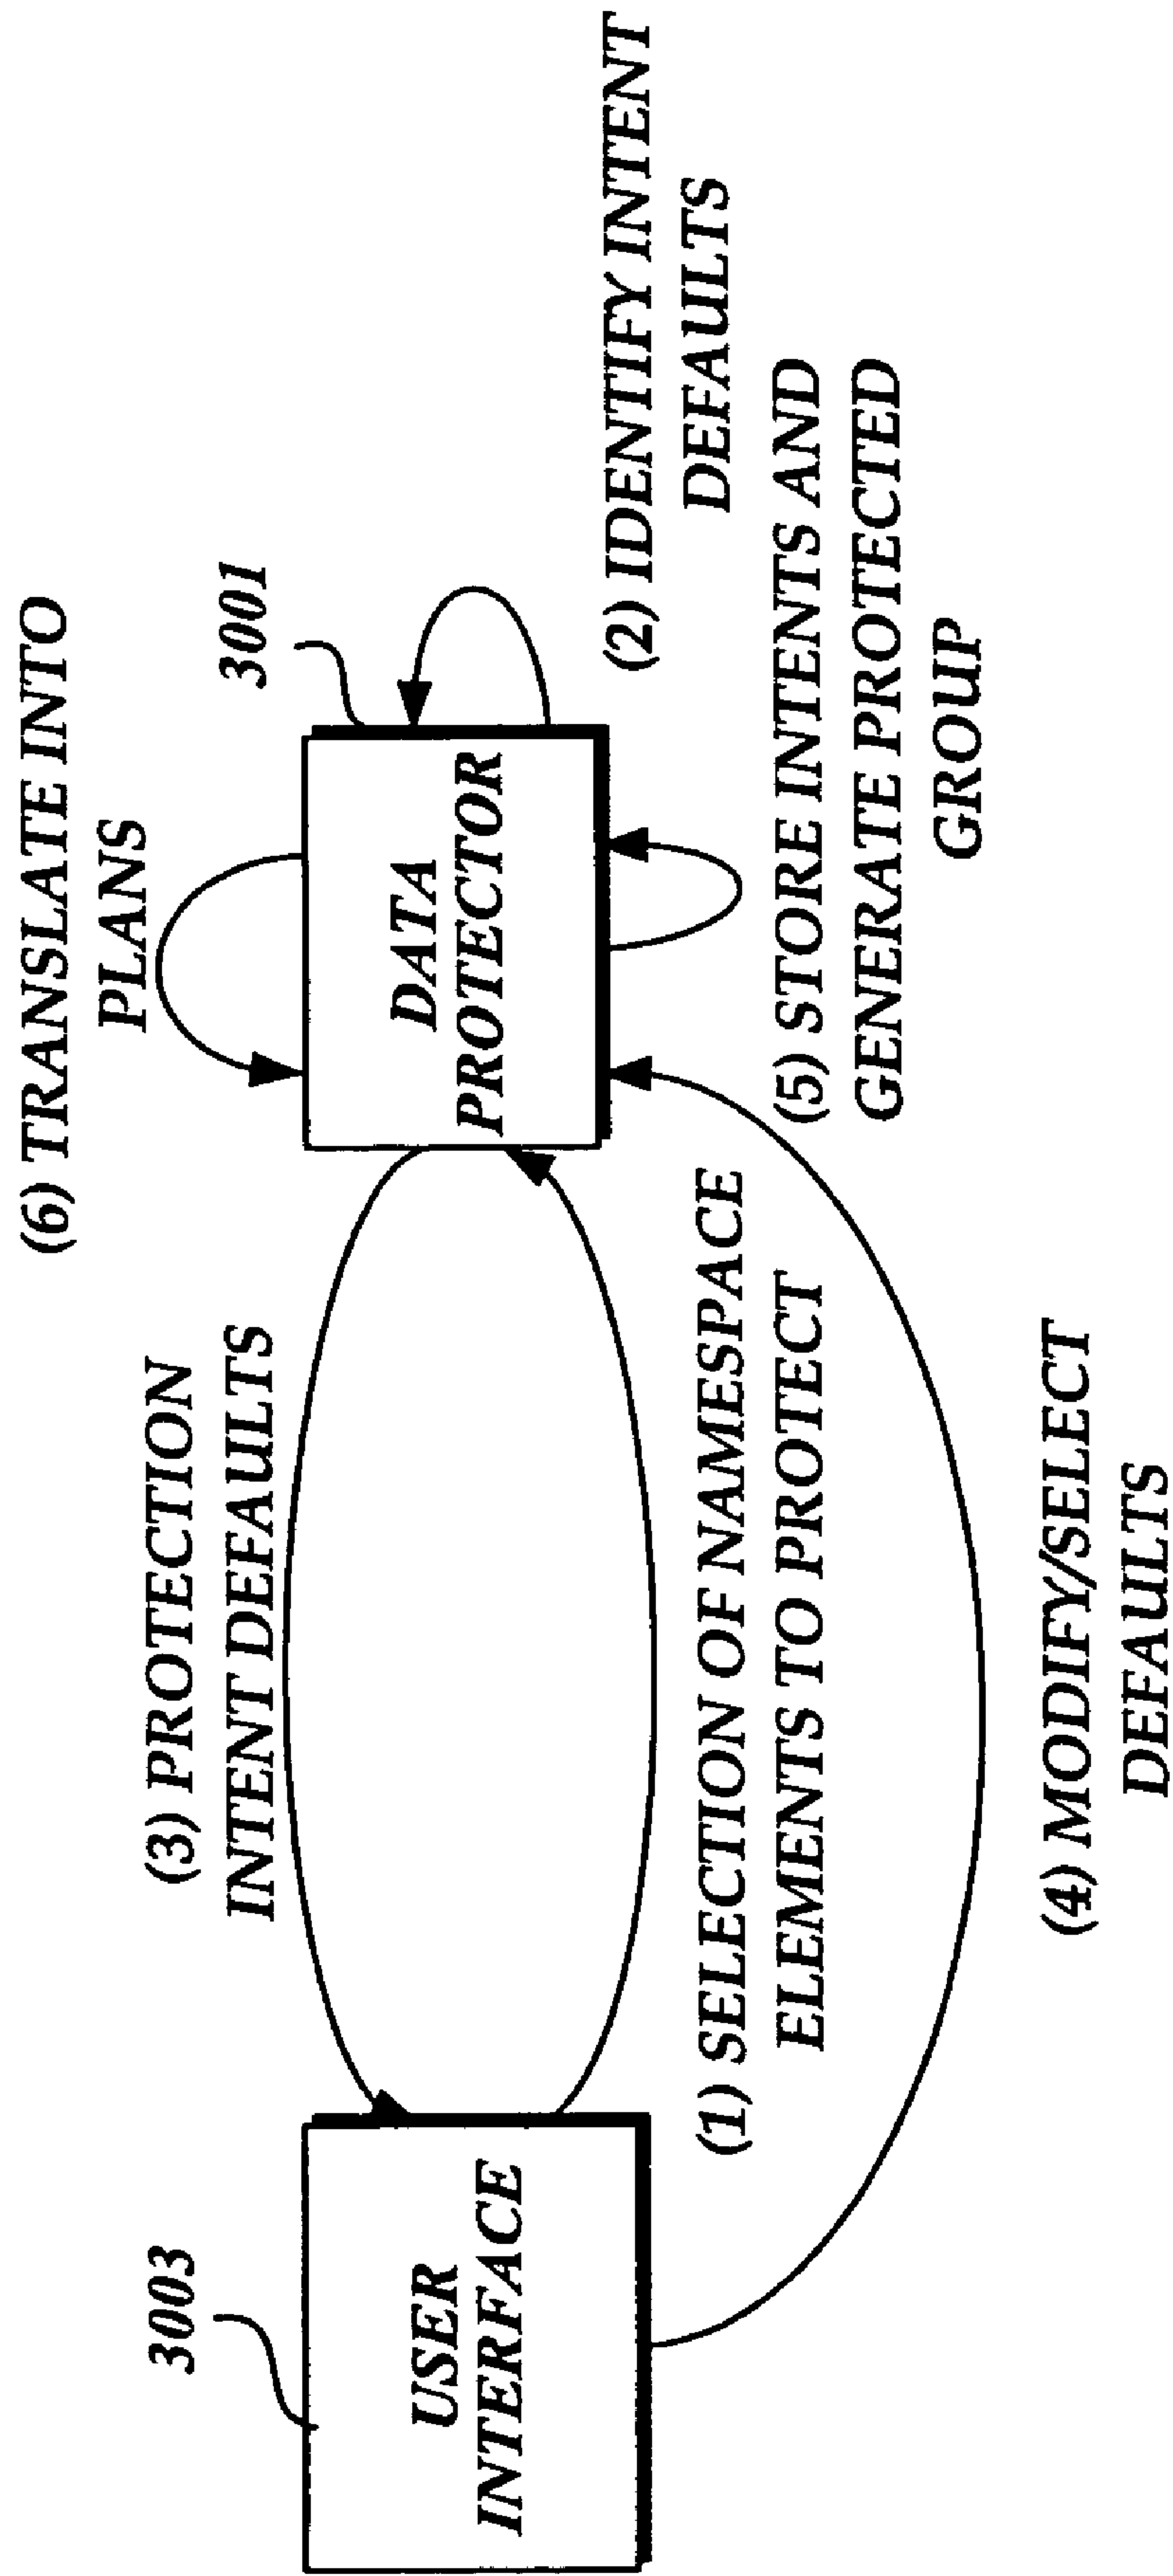 (6) TRANSLATE INTO
PLANS
3003
(3) PROTECTION
INTENT DEFAULTS
3001
USER
INTERFACE
DATA
PROTECTOR
(2) IDENTIFY INTENT
DEFAULTS
(1) SELECTION OF NAMESPACE
ELEMENTS TO PROTECT
(5) STORE INTENTS AND
GENERATE PROTECTED
GROUP
(4) MODIFY/SELECT
DEFAULTS